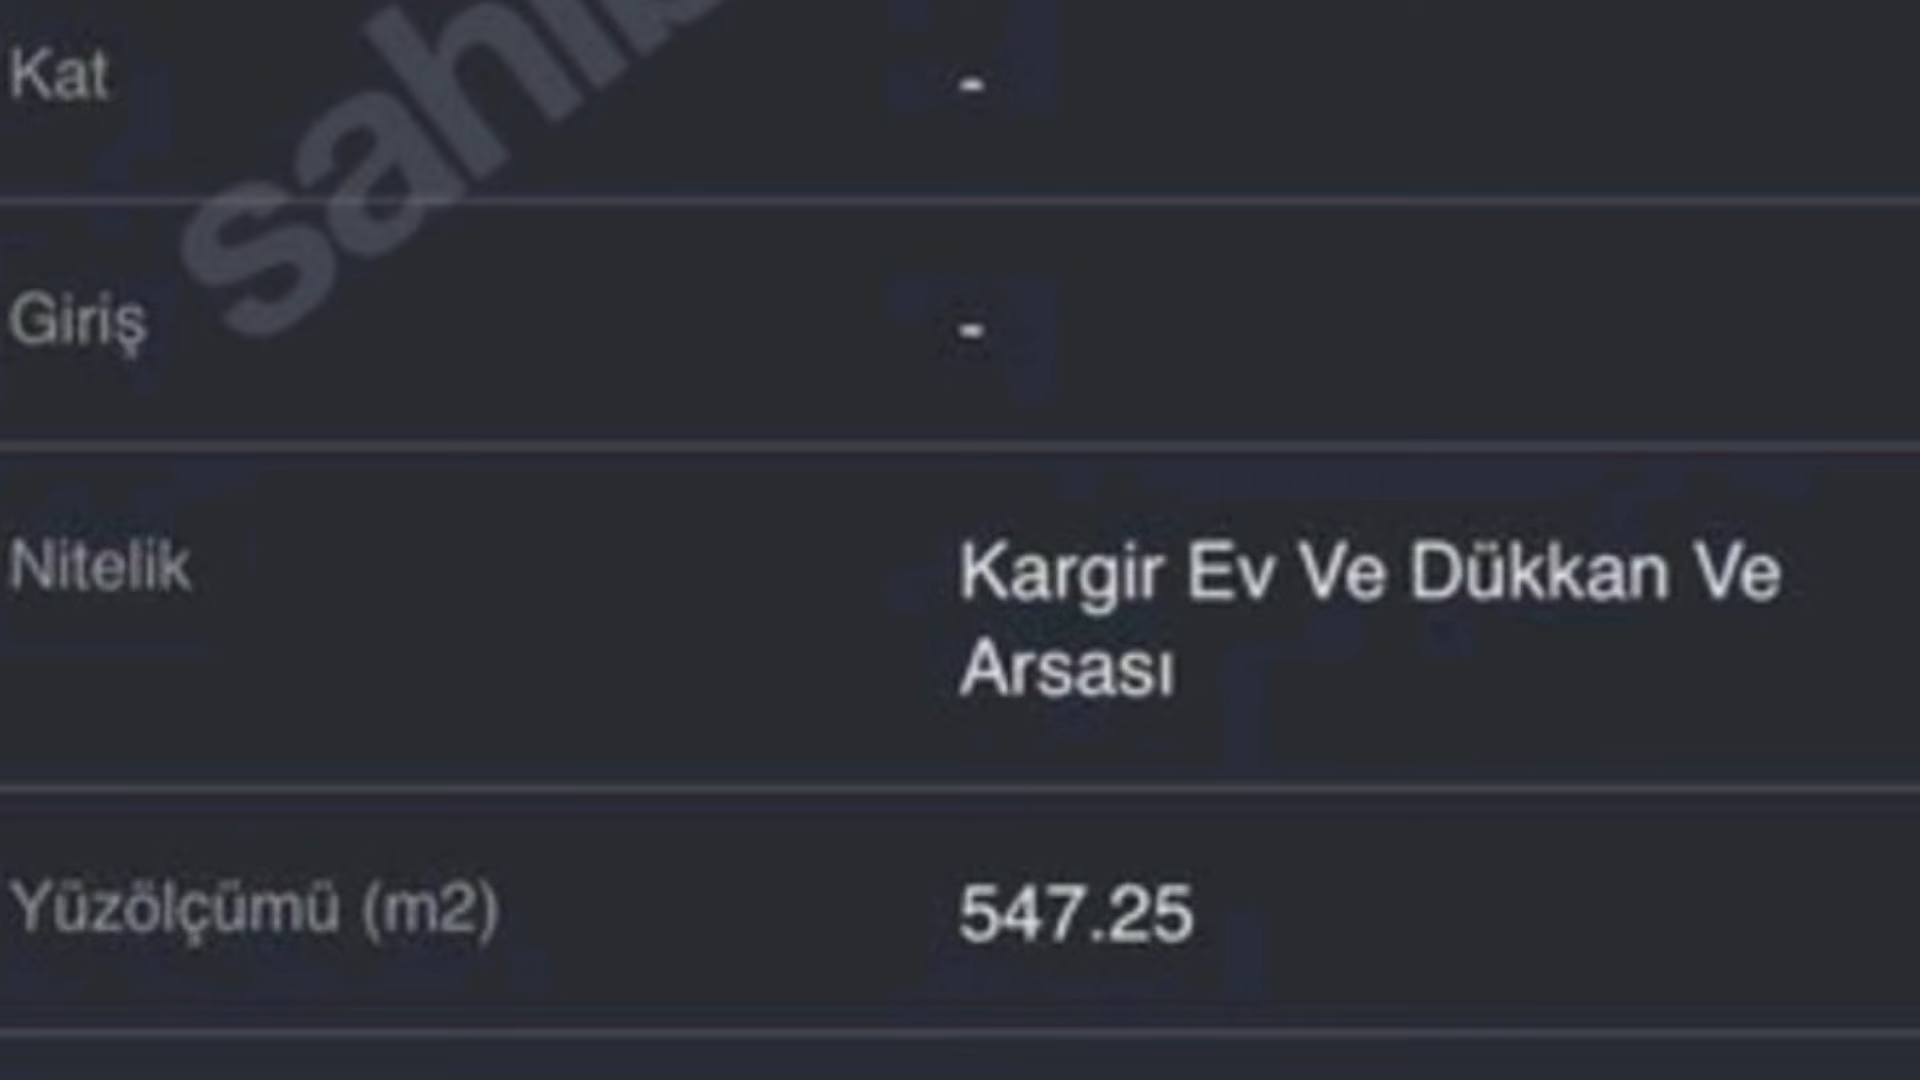 Kat -
Giriş -
Nitelik Kargir Ev Ve Dükkan Ve
Arsası
Yüzölçümü (m2) 547.25